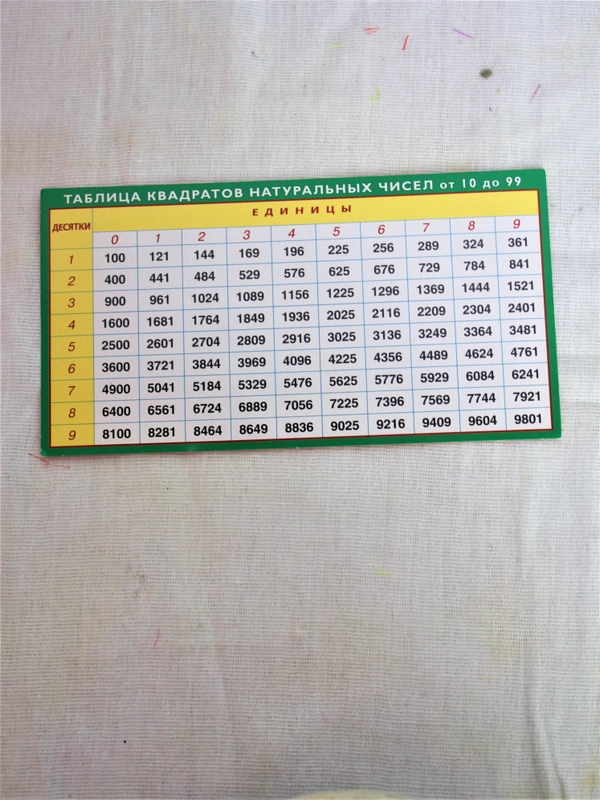 ТАБЛИЦА КВАДРАТОВ НАТУРАЛЬНЫХ ЧИСЕЛ от 10 до 99
ДЕСЯТКИ ЕДИНИЦЫ
0 1 2 3 4 5 6 7 8 9
1 100 121 144 169 196 225 256 289 324 361
2 400 441 484 529 576 625 676 729 784 841
3 900 961 1024 1089 1156 1225 1296 1369 1444 1521
4 1600 1681 1764 1849 1936 2025 2116 2209 2304 2401
5 2500 2601 2704 2809 2916 3025 3136 3249 3364 3481
6 3600 3721 3844 3969 4096 4225 4356 4489 4624 4761
7 4900 5041 5184 5329 5476 5625 5776 5929 6084 6241
8 6400 6561 6724 6889 7056 7225 7396 7569 7744 7921
9 8100 8281 8464 8649 8836 9025 9216 9409 9604 9801